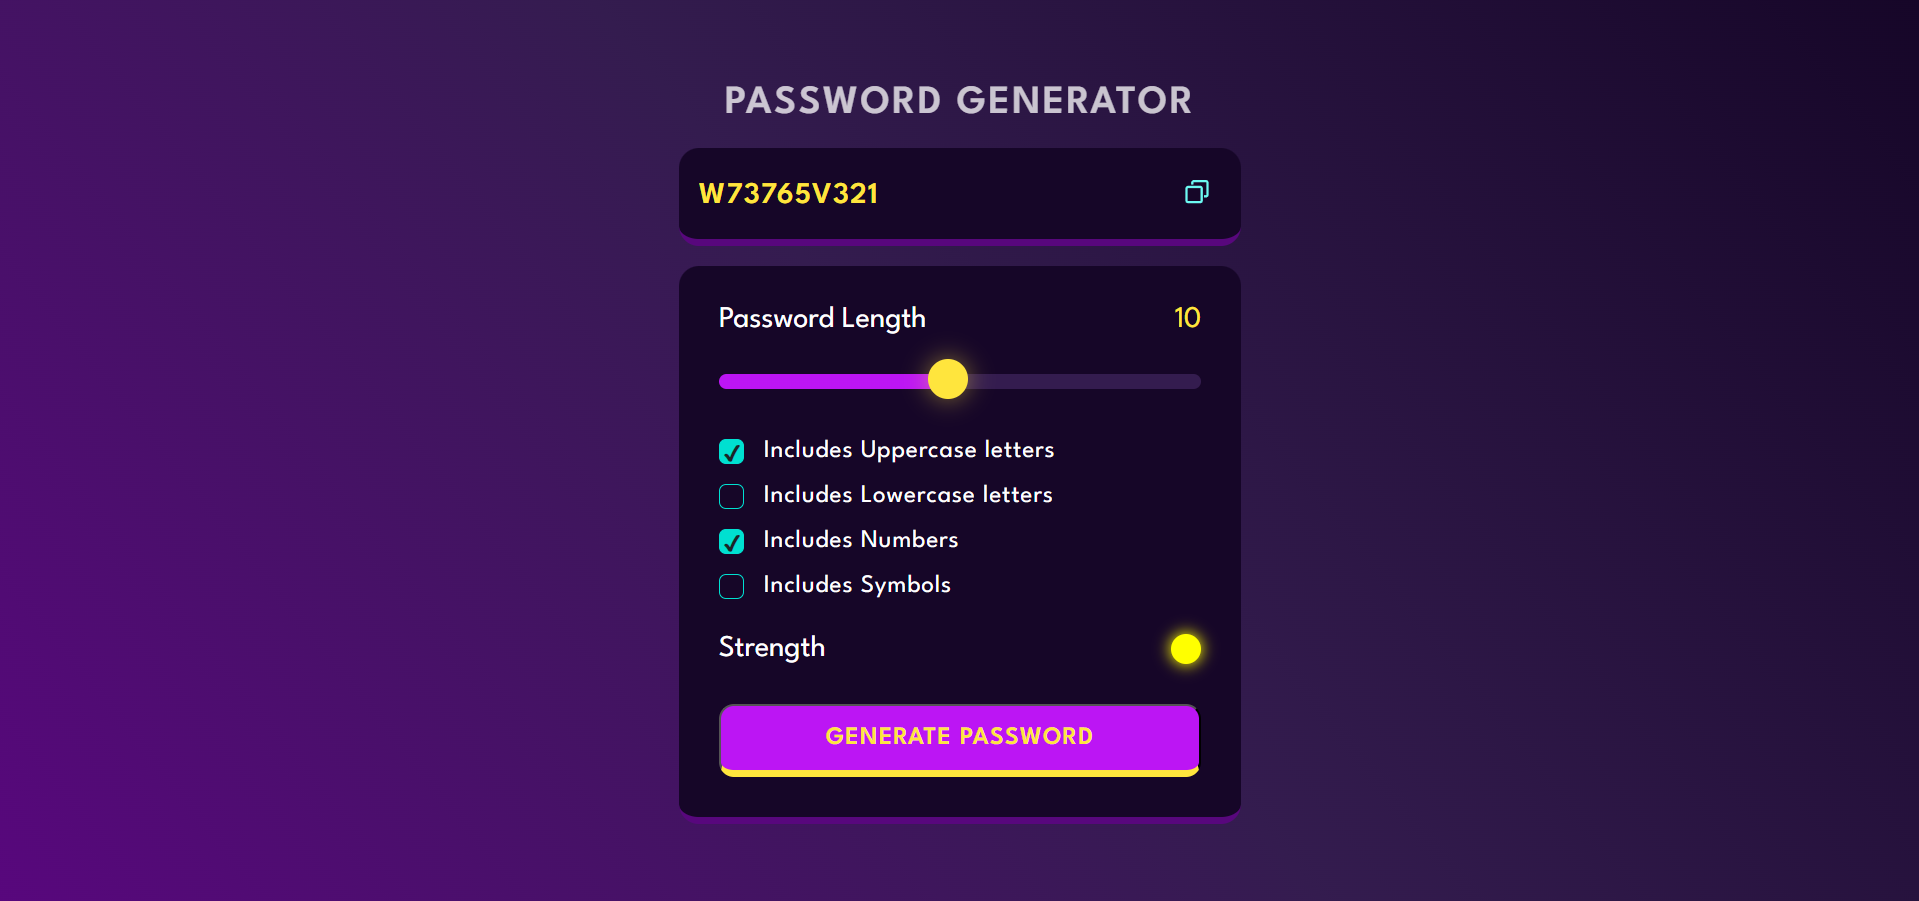 PASSWORD GENERATOR
W73765V321
Password Length 10
Includes Uppercase letters
Includes Lowercase letters
Includes Numbers
Includes Symbols
Strength
GENERATE PASSWORD